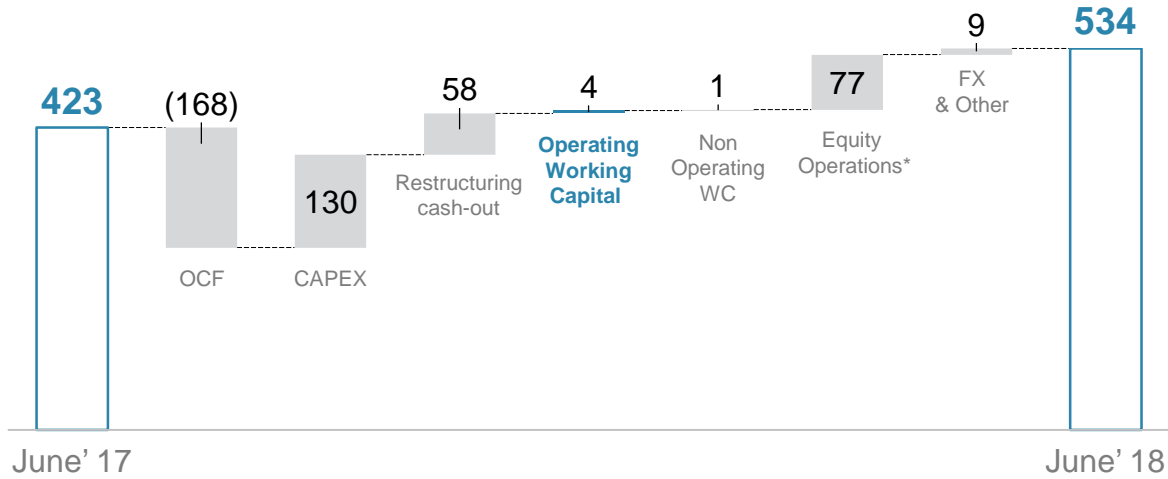 423
(168)
OCF
130
CAPEX
58
Restructuring
cash-out
4
Operating
Working
Capital
1
Non
Operating
WC
77
Equity
Operations*
9
FX
& Other
534
June’ 17
June’ 18